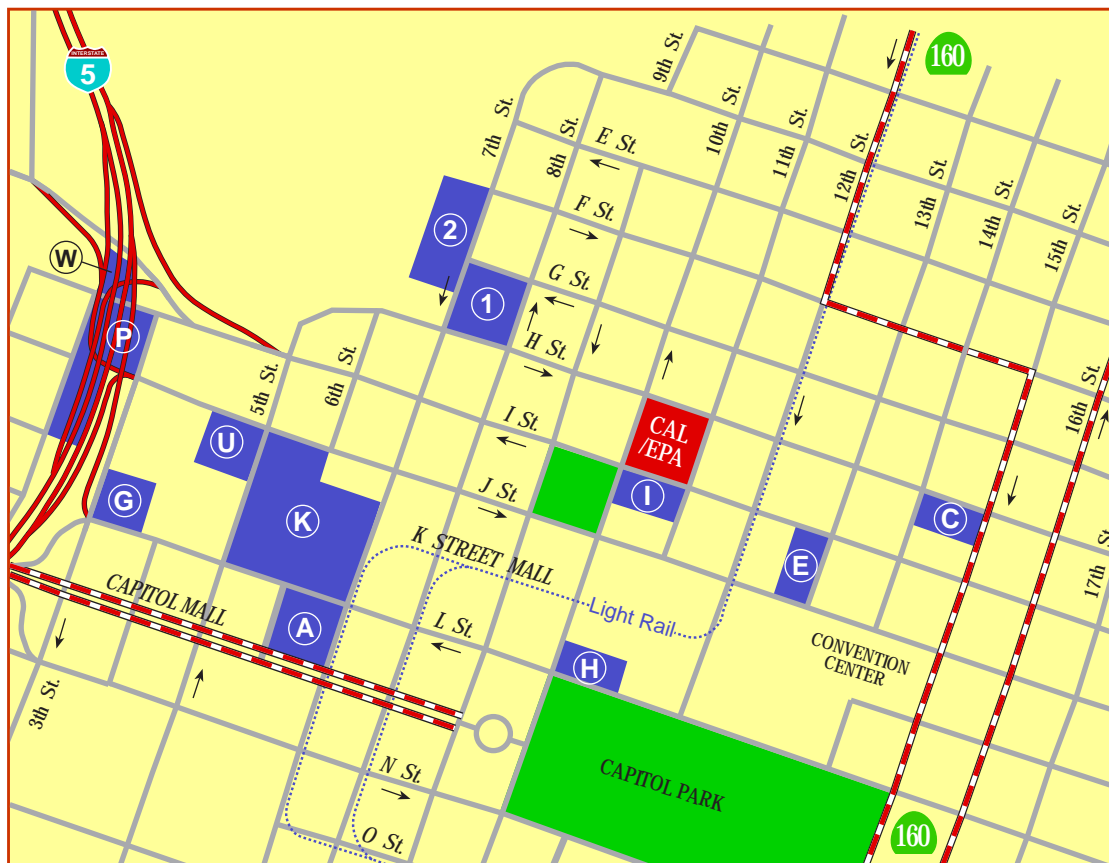 INTERSTATE
5
160
9th St.
7th St.
8th St.
10th St.
11th St.
12th St.
13th St.
14th St.
15th St.
E St.
F St.
G St.
H St.
I St.
J St.
2
1
W
P
5th St.
6th St.
CAL
/EPA
16th St.
U
G
K
I
C
E
17th St.
K STREET MALL
Light Rail
CAPITOL MALL
A
L St.
H
CONVENTION
CENTER
3th St.
N St.
CAPITOL PARK
O St.
160